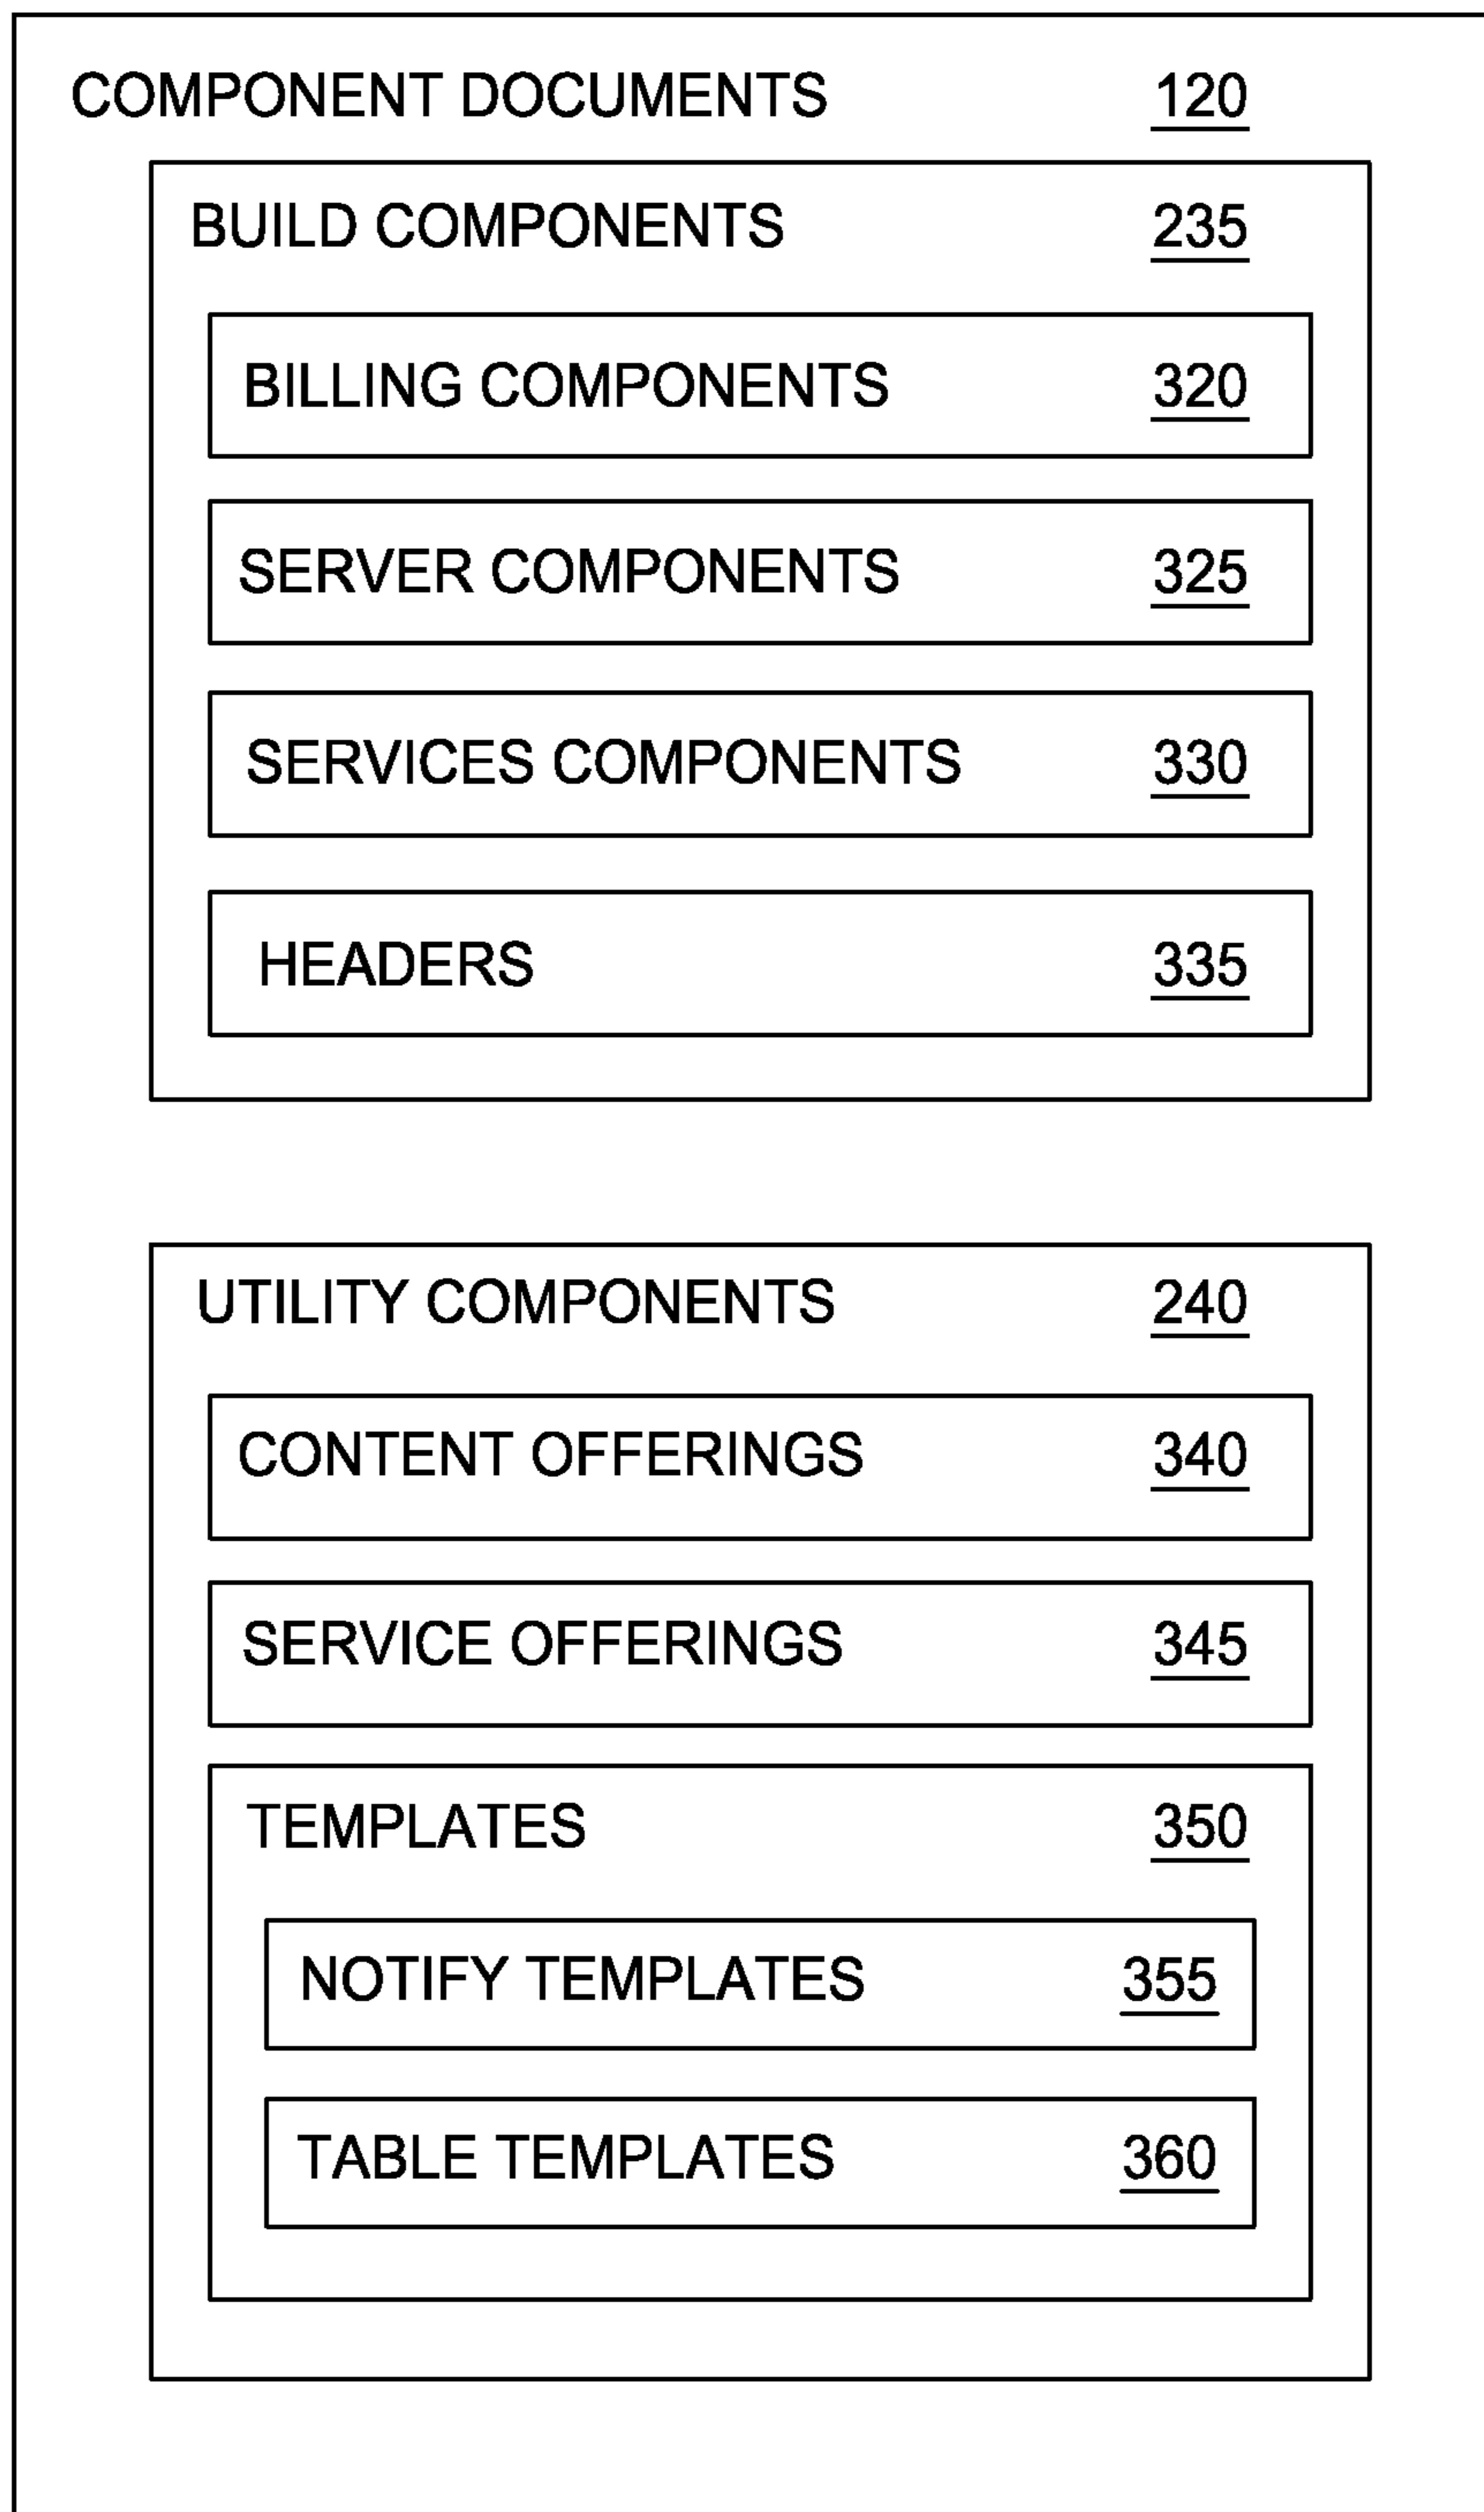 COMPONENT DOCUMENTS 120
BUILD COMPONENTS 235
BILLING COMPONENTS 320
SERVER COMPONENTS 325
SERVICES COMPONENTS 330
HEADERS 335
UTILITY COMPONENTS 240
CONTENT OFFERINGS 340
SERVICE OFFERINGS 345
TEMPLATES 350
NOTIFY TEMPLATES 355
TABLE TEMPLATES 360